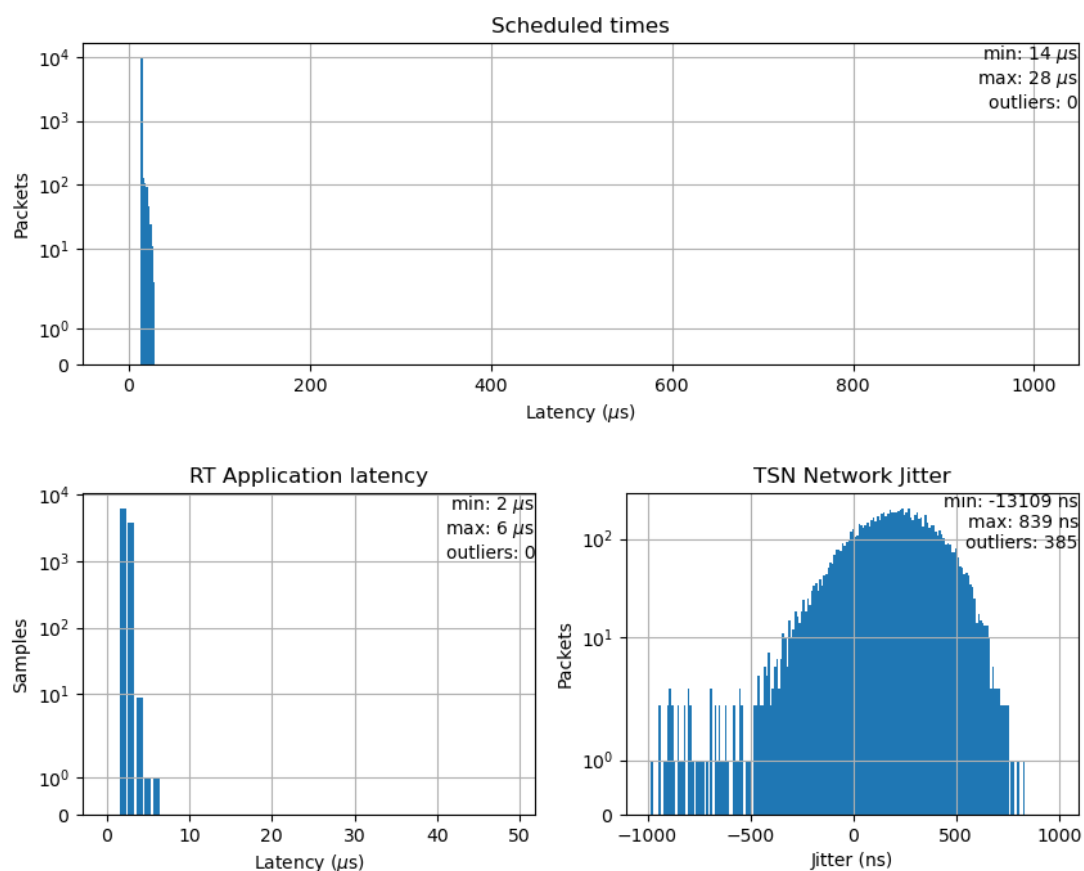 Scheduled times
min: 14 μs
max: 28 μs
outliers: 0
10⁴
10³
10²
10¹
10⁰
0
Packets
0 200 400 600 800 1000
Latency (μs)
RT Application latency
min: 2 μs
max: 6 μs
outliers: 0
10⁴
10³
10²
10¹
10⁰
0
Samples
0 10 20 30 40 50
Latency (μs)
TSN Network Jitter
min: -13109 ns
max: 839 ns
outliers: 385
10²
10¹
10⁰
0
Packets
−1000 −500 0 500 1000
Jitter (ns)